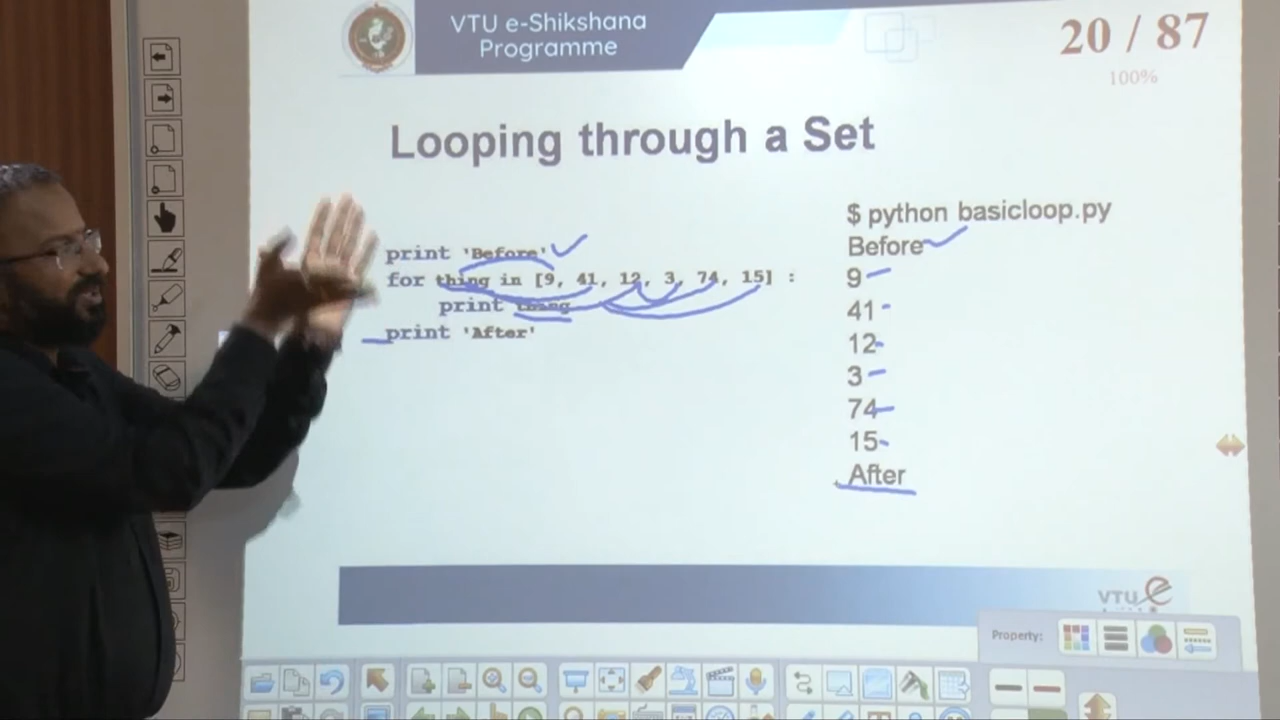 VTU e-Shikshana
Programme
20 / 87
100%
Looping through a Set
print 'Before'
for thing in [9, 41, 12, 3, 74, 15] :
print thing
print 'After'
$ python basicloop.py
Before
9
41
12
3
74
15
After
VTU e
Property: